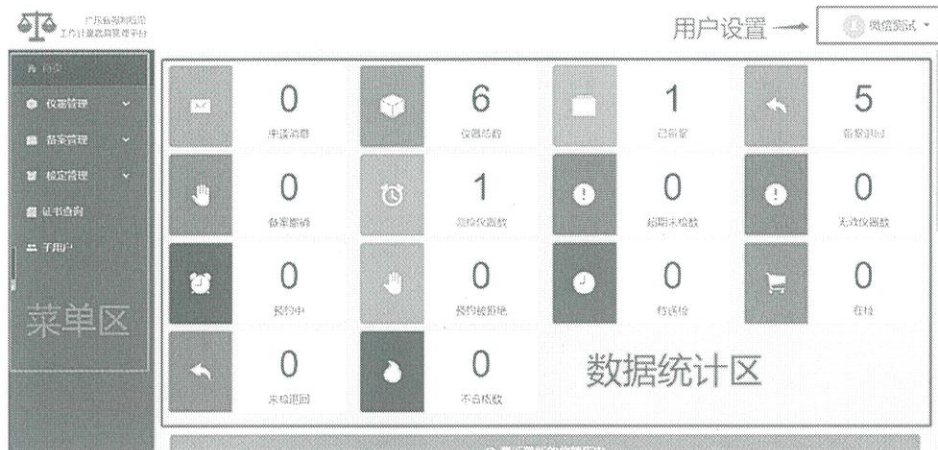 广东省强制检定
工作计量器具管理平台
用户设置
微信测试
首页
仪器管理
备案管理
检定管理
证书查询
子用户
菜单区
0
未读消息
6
仪器总数
1
已备案
5
备案退回
0
备案撤销
1
须检仪器数
0
超期未检数
0
无效仪器数
0
预约中
0
预约被拒绝
0
待送检
0
在检
0
未检退回
0
不合格数
数据统计区